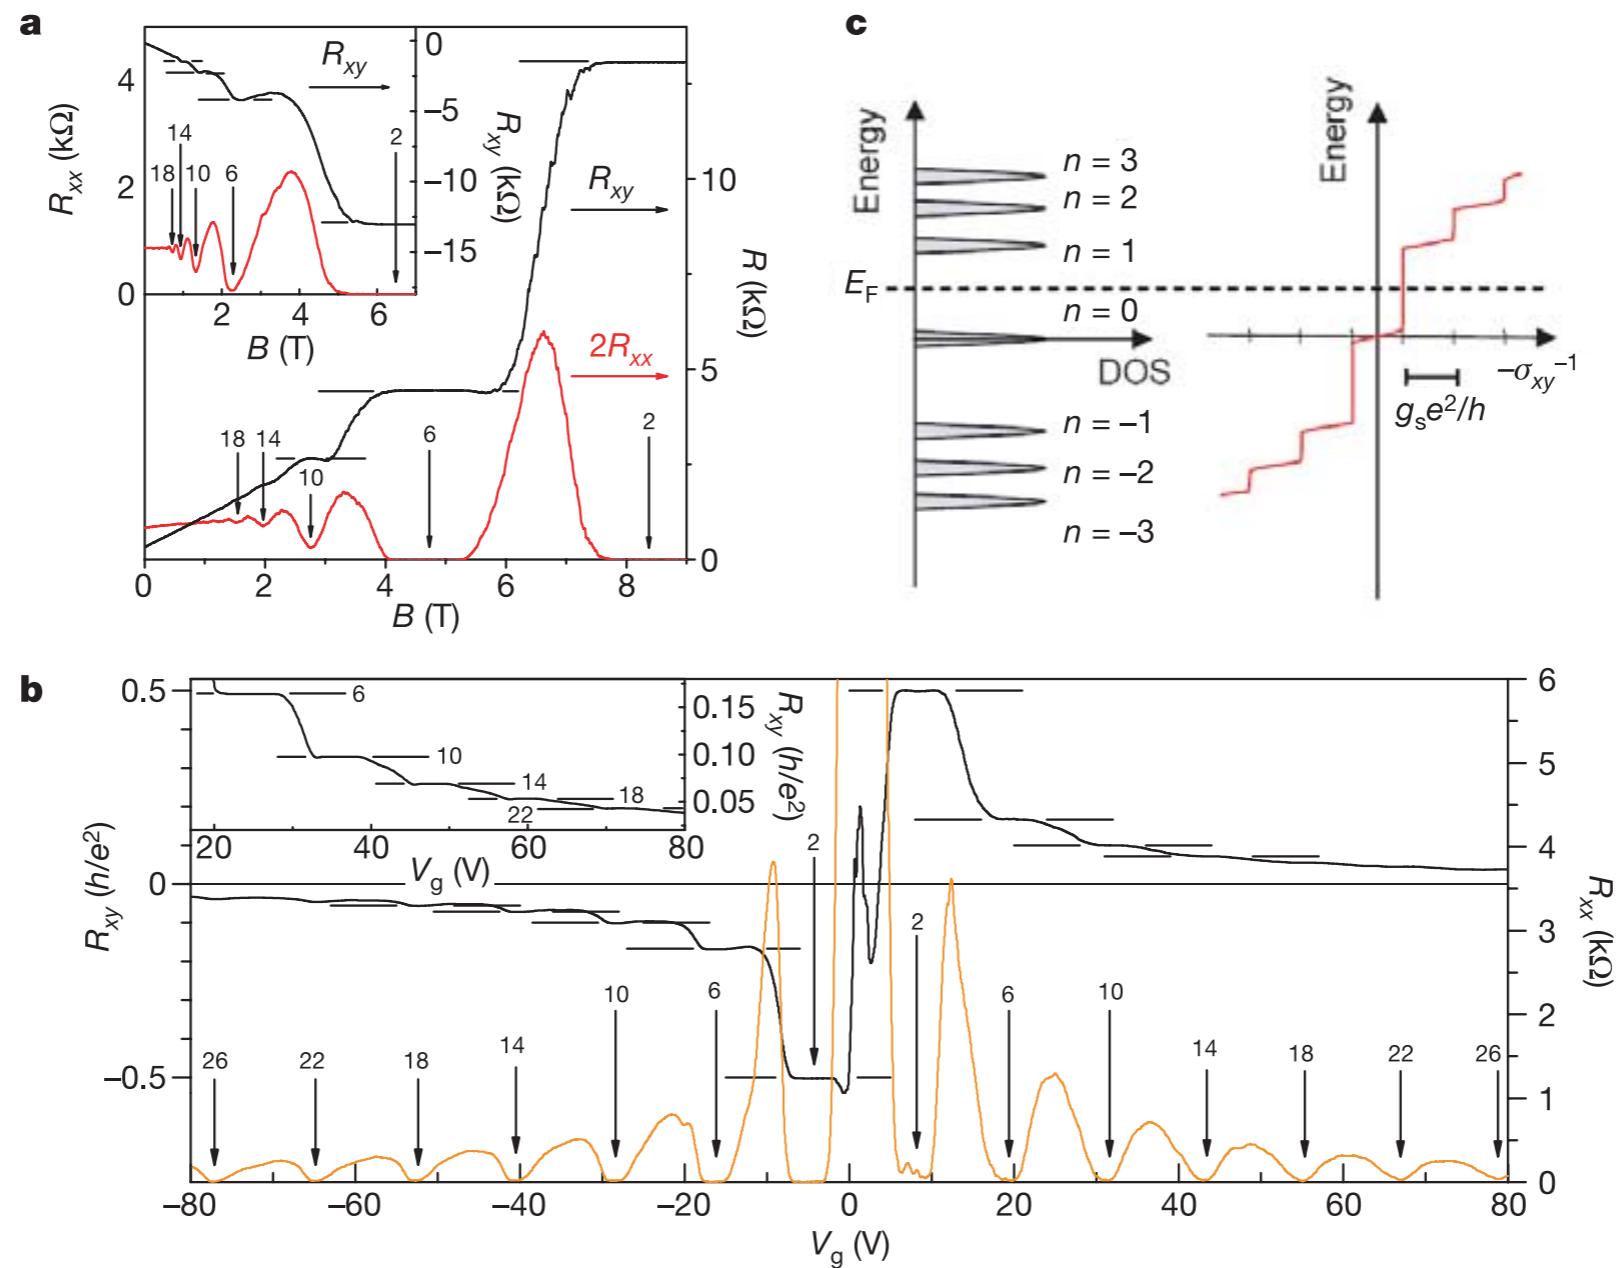 a
R_xx (kΩ)
4
2
0
R_xy
0
−5
−10
−15
R_xy (kΩ)
18
14
10
6
2
2
4
6
B (T)
R_xy
2R_xx
10
5
0
R (kΩ)
18
14
10
6
2
0
2
4
6
8
B (T)
c
Energy
n = 3
n = 2
n = 1
E_F
n = 0
DOS
n = −1
n = −2
n = −3
Energy
−σ_xy^−1
g_s e^2/h
b
R_xy (h/e^2)
0.5
0
−0.5
6
10
14
18
22
0.15
0.10
0.05
R_xy (h/e^2)
20
40
60
80
V_g (V)
26
22
18
14
10
6
2
2
6
10
14
18
22
26
6
5
4
3
2
1
0
R_xx (kΩ)
−80
−60
−40
−20
0
20
40
60
80
V_g (V)